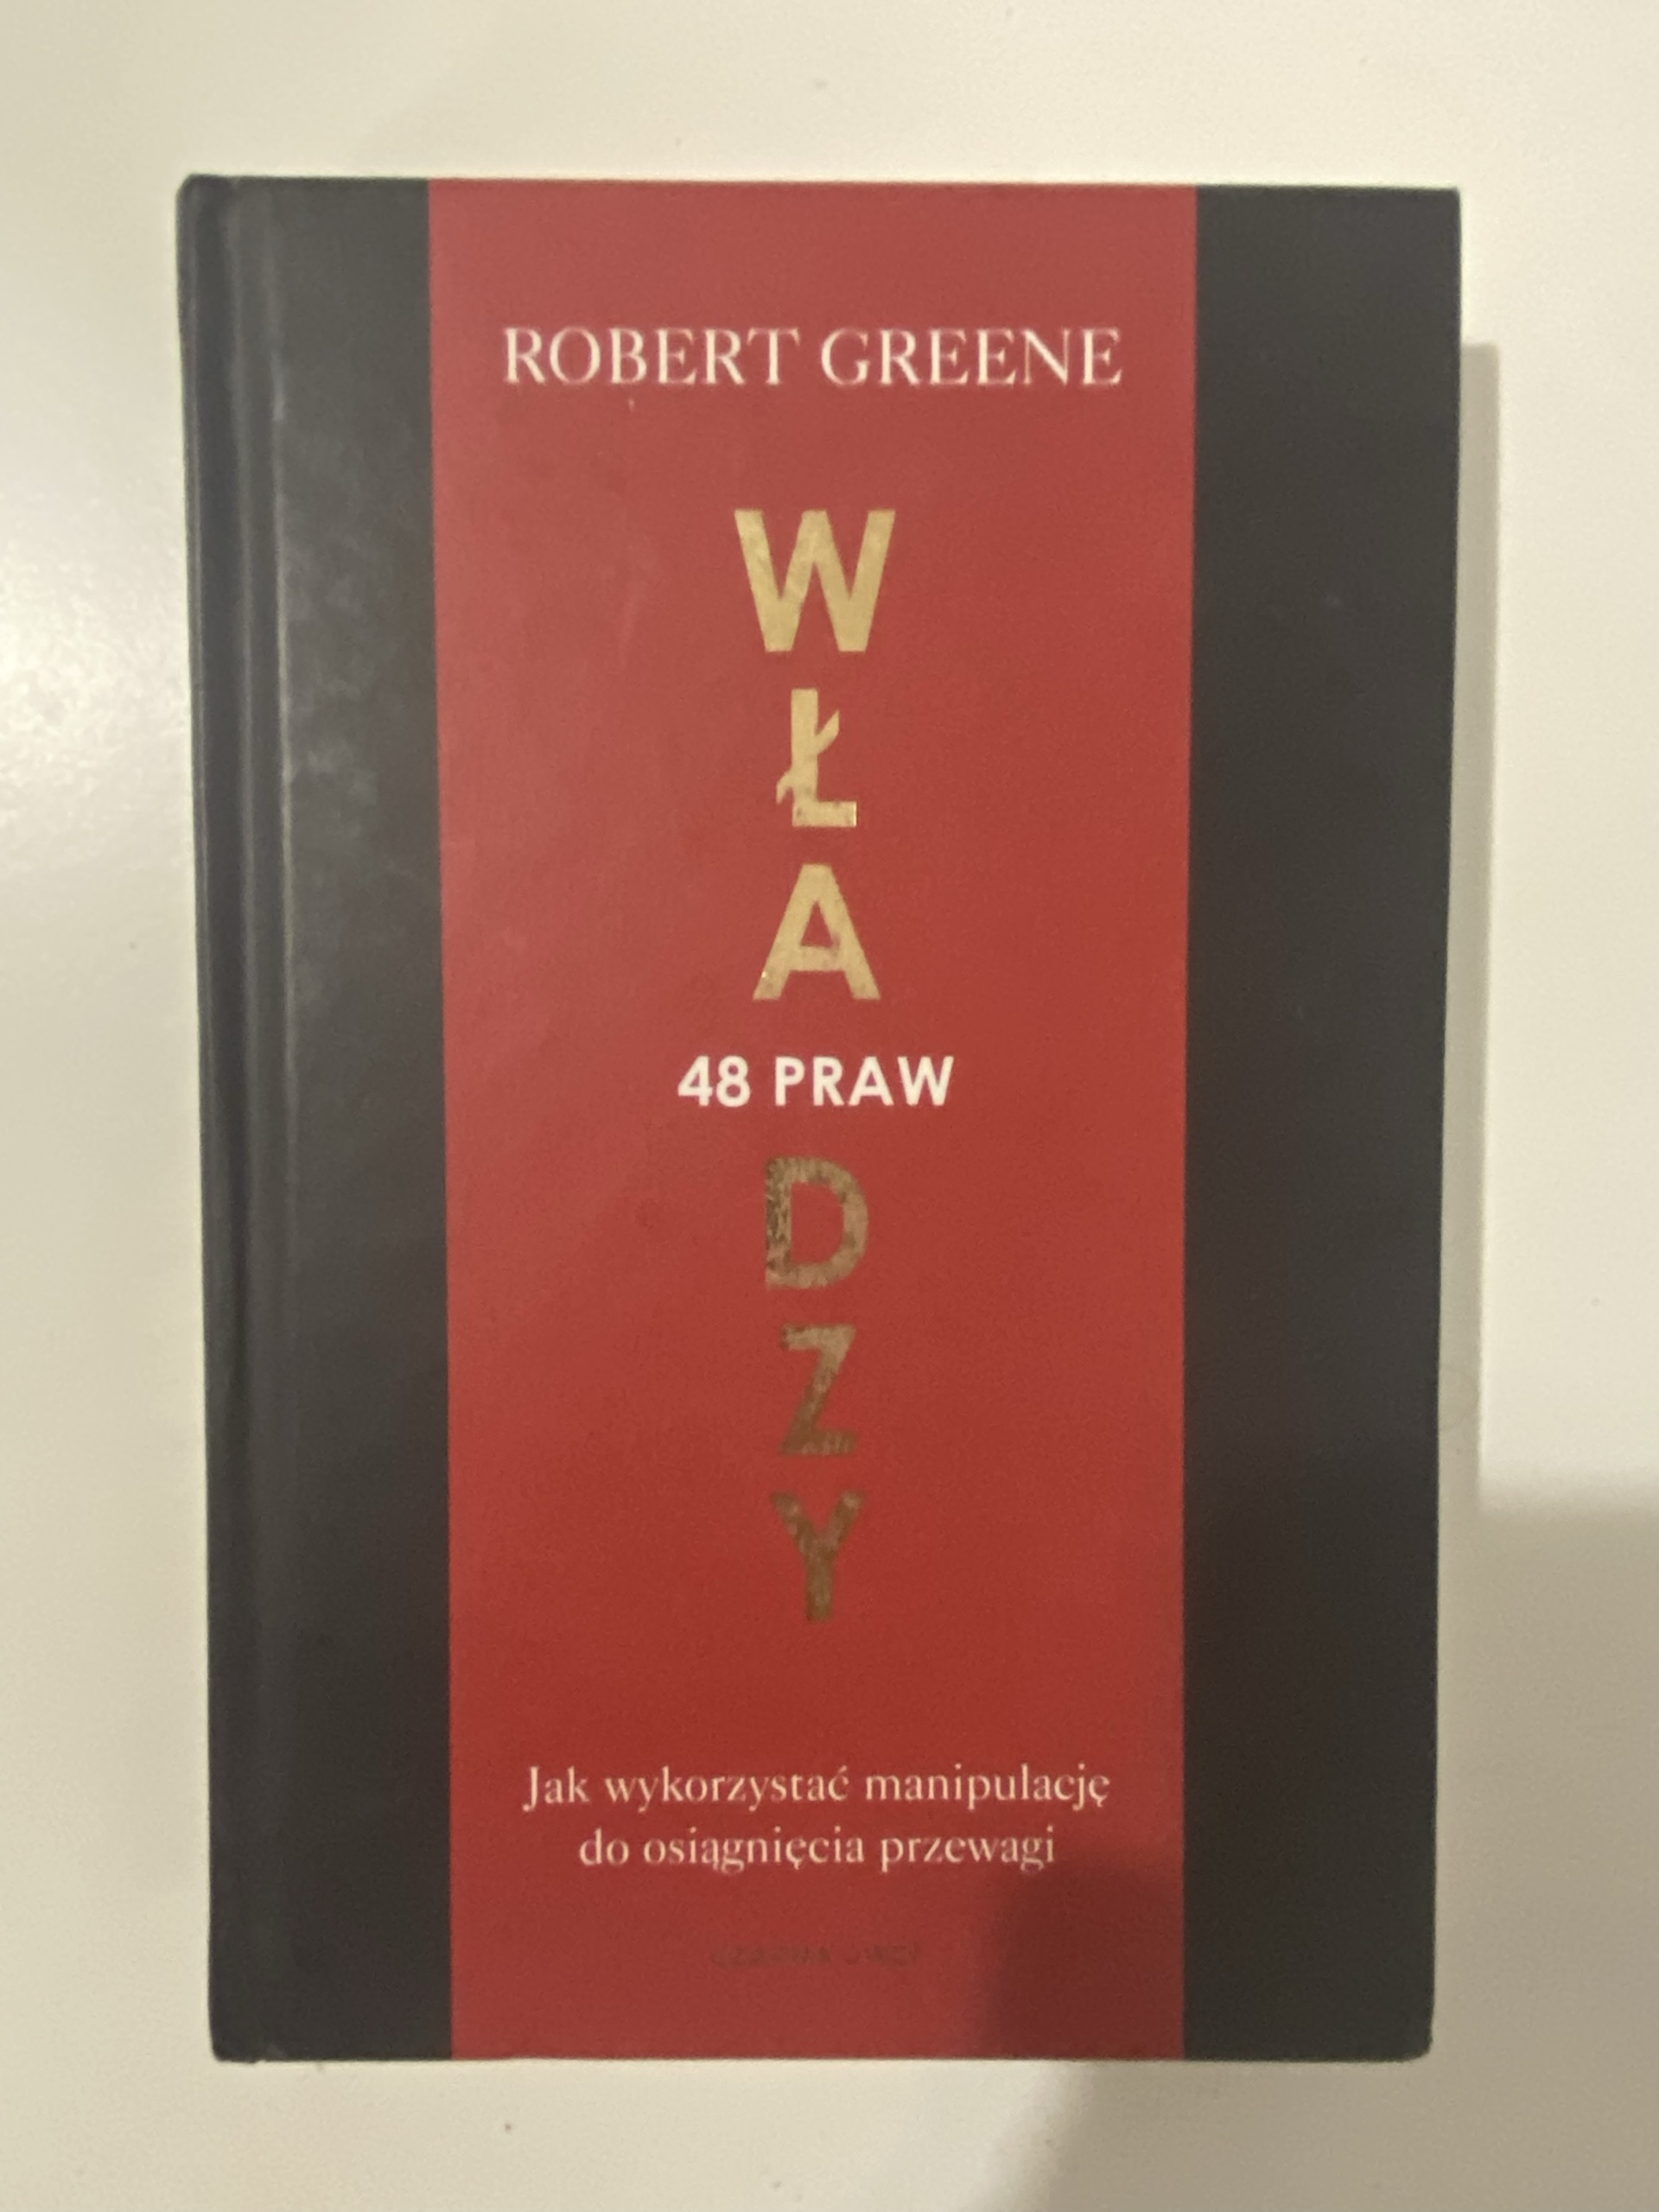 ROBERT GREENE
W
Ł
A
48 PRAW
D
Z
Y
Jak wykorzystać manipulację
do osiągnięcia przewagi